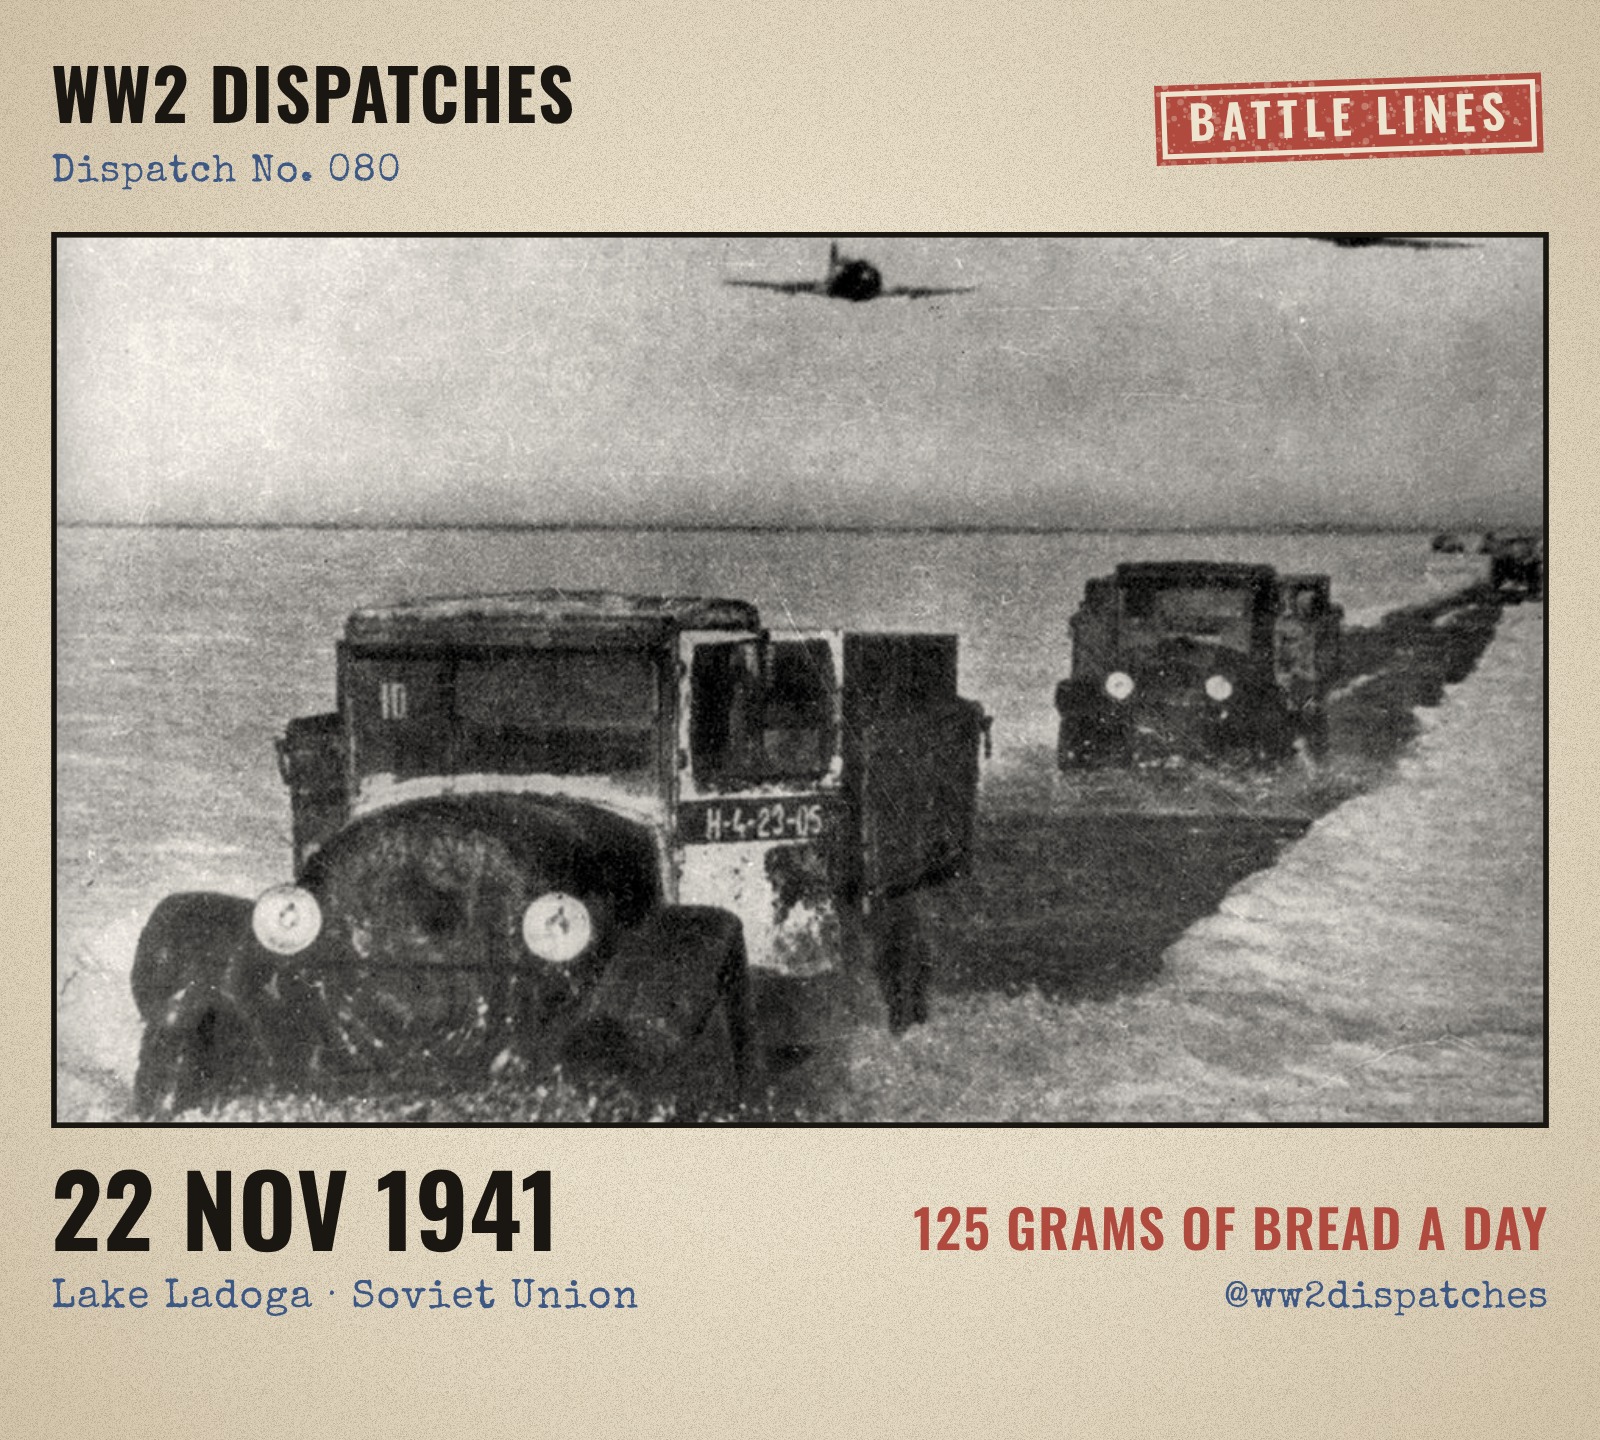 WW2 DISPATCHES
Dispatch No. 080
BATTLE LINES
10
H-4-23-05
22 NOV 1941
Lake Ladoga · Soviet Union
125 GRAMS OF BREAD A DAY
@ww2dispatches